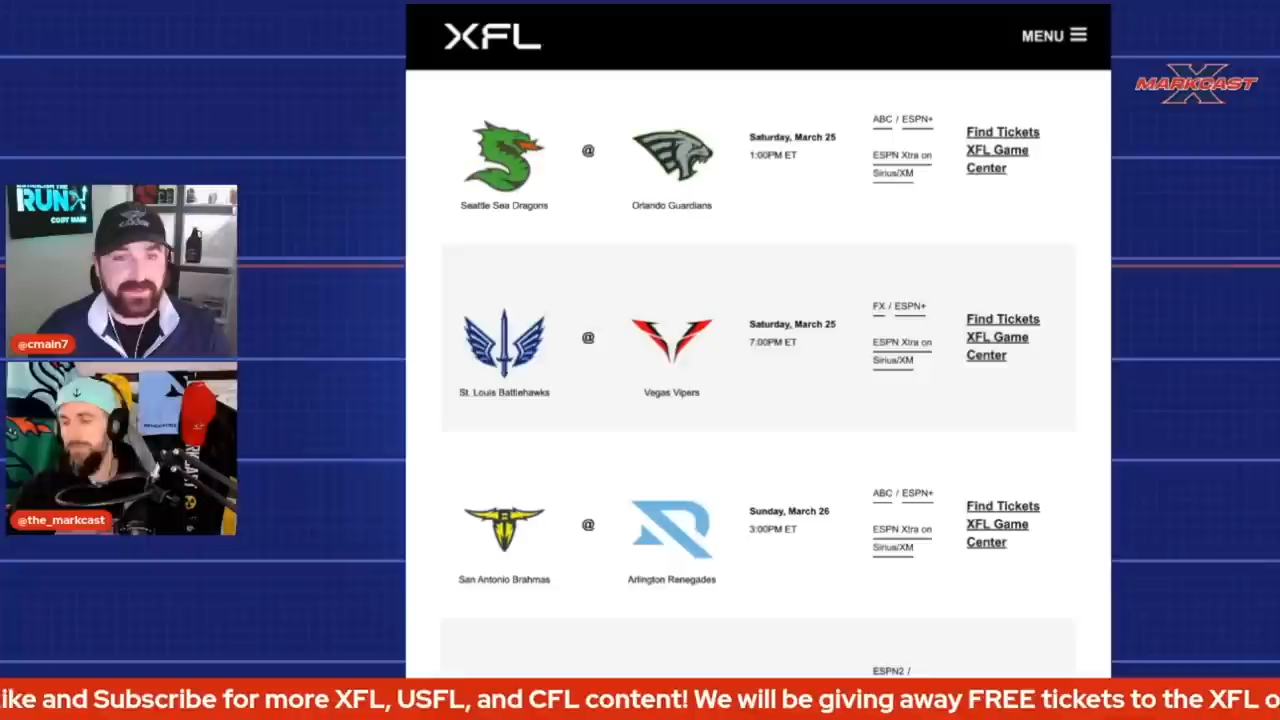 XFL
MENU
MARKCAST
@
Saturday, March 25
1:00PM ET
ABC / ESPN+
ESPN Xtra on
Sirius/XM
Find Tickets
XFL Game
Center
Seattle Sea Dragons
Orlando Guardians
@
Saturday, March 25
7:00PM ET
FX / ESPN+
ESPN Xtra on
Sirius/XM
Find Tickets
XFL Game
Center
St. Louis Battlehawks
Vegas Vipers
@
Sunday, March 26
3:00PM ET
ABC / ESPN+
ESPN Xtra on
Sirius/XM
Find Tickets
XFL Game
Center
San Antonio Brahmas
Arlington Renegades
ESPN2 /
RUN
CODY MAIN
@cmain7
@the_markcast
ike and Subscribe for more XFL, USFL, and CFL content! We will be giving away FREE tickets to the XFL